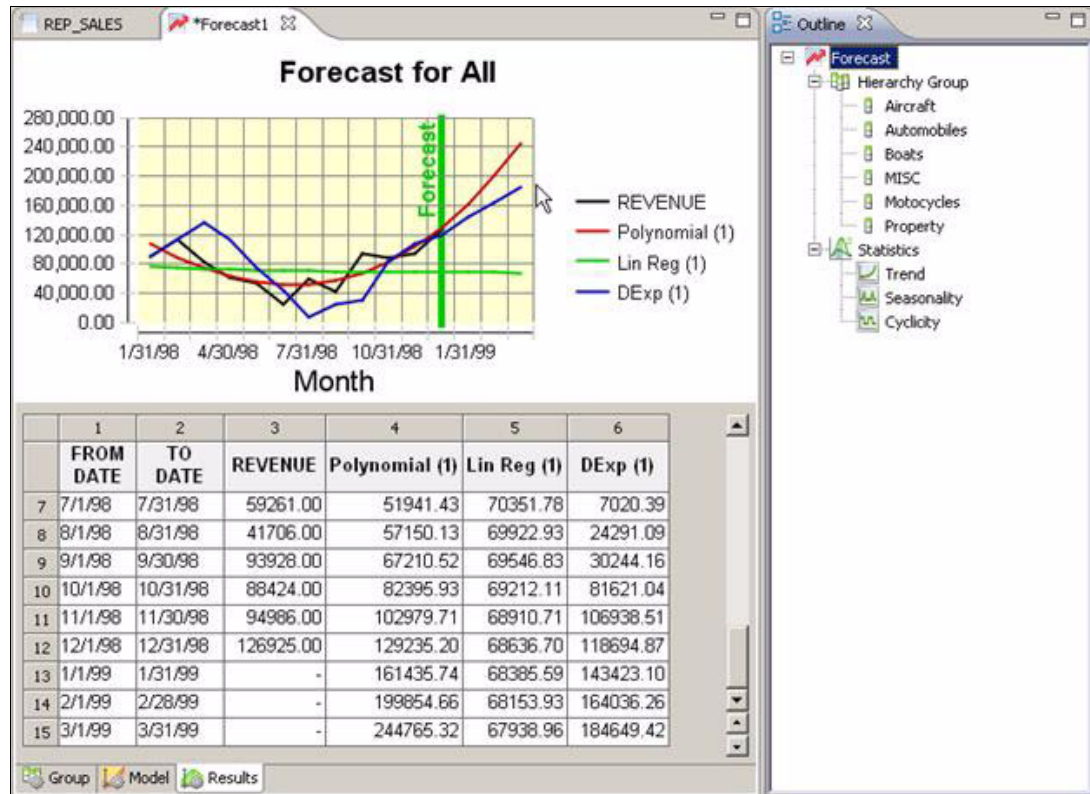 REP_SALES
*Forecast1
Forecast for All
280,000.00
240,000.00
200,000.00
160,000.00
120,000.00
80,000.00
40,000.00
0.00
Forecast
1/31/98 4/30/98 7/31/98 10/31/98 1/31/99
Month
REVENUE
Polynomial (1)
Lin Reg (1)
DExp (1)
1 2 3 4 5 6
FROM DATE TO DATE REVENUE Polynomial (1) Lin Reg (1) DExp (1)
7 7/1/98 7/31/98 59261.00 51941.43 70351.78 7020.39
8 8/1/98 8/31/98 41706.00 57150.13 69922.93 24291.09
9 9/1/98 9/30/98 93928.00 67210.52 69546.83 30244.16
10 10/1/98 10/31/98 88424.00 82395.93 69212.11 81621.04
11 11/1/98 11/30/98 94986.00 102979.71 68910.71 106938.51
12 12/1/98 12/31/98 126925.00 129235.20 68636.70 118694.87
13 1/1/99 1/31/99 - 161435.74 68385.59 143423.10
14 2/1/99 2/28/99 - 199854.66 68153.93 164036.26
15 3/1/99 3/31/99 - 244765.32 67938.96 184649.42
Group Model Results
Outline
Forecast
Hierarchy Group
Aircraft
Automobiles
Boats
MISC
Motocycles
Property
Statistics
Trend
Seasonality
Cyclicity